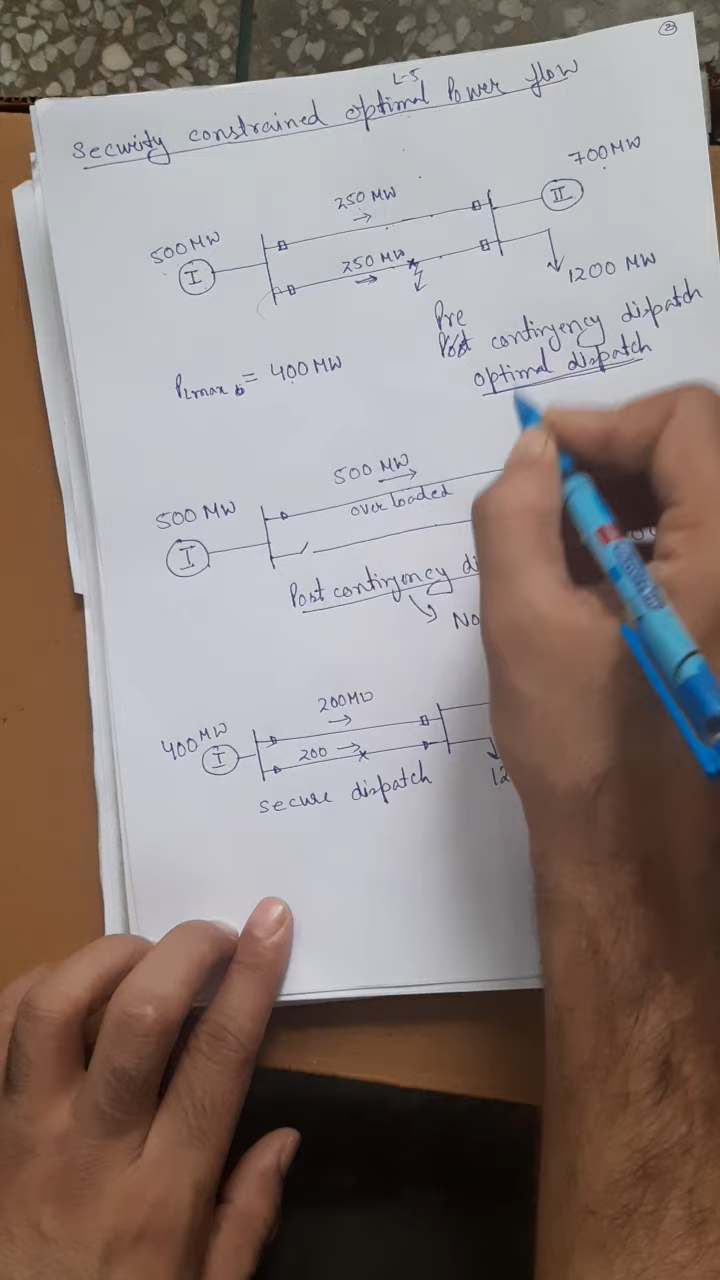 2
L-5
Security constrained optimal Power flow
700 MW
250 MW
500 MW
II
I
250 MW
1200 MW
Pre
Post contingency dispatch
optimal dispatch
PLmax = 400 MW
500 MW
500 MW
over loaded
I
Post contingency di
No
200 MW
400 MW
I
200
12
secure dispatch